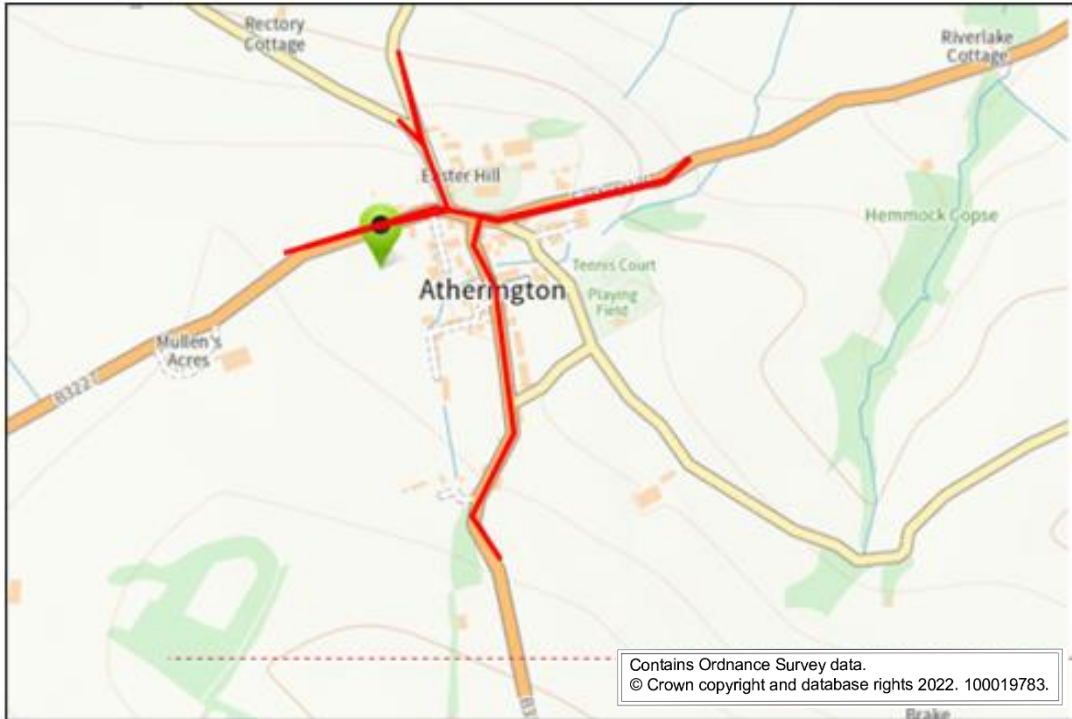 Rectory
Cottage
Riverlake
Cottage
Hemmock Copse
Tennis Court
Atherington
Playing
Field
Mullen's
Acres
B3227
Contains Ordnance Survey data.
© Crown copyright and database rights 2022. 100019783.
Brake